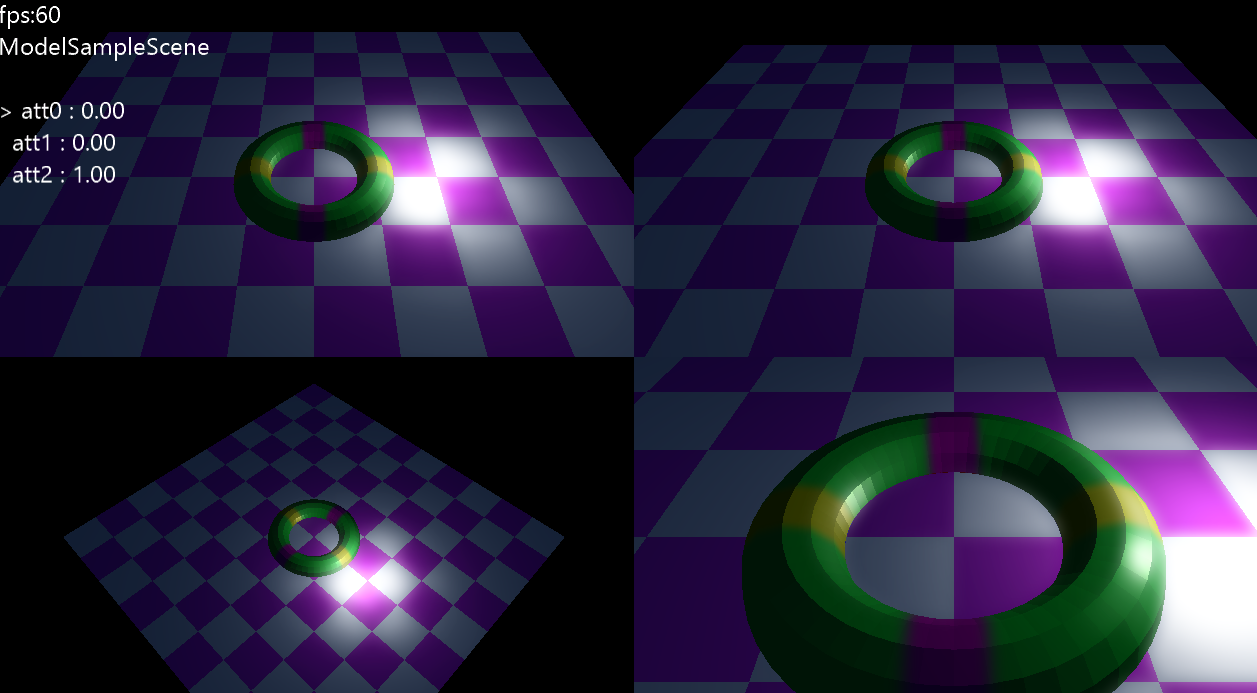 fps:60
ModelSampleScene
> att0 : 0.00
att1 : 0.00
att2 : 1.00